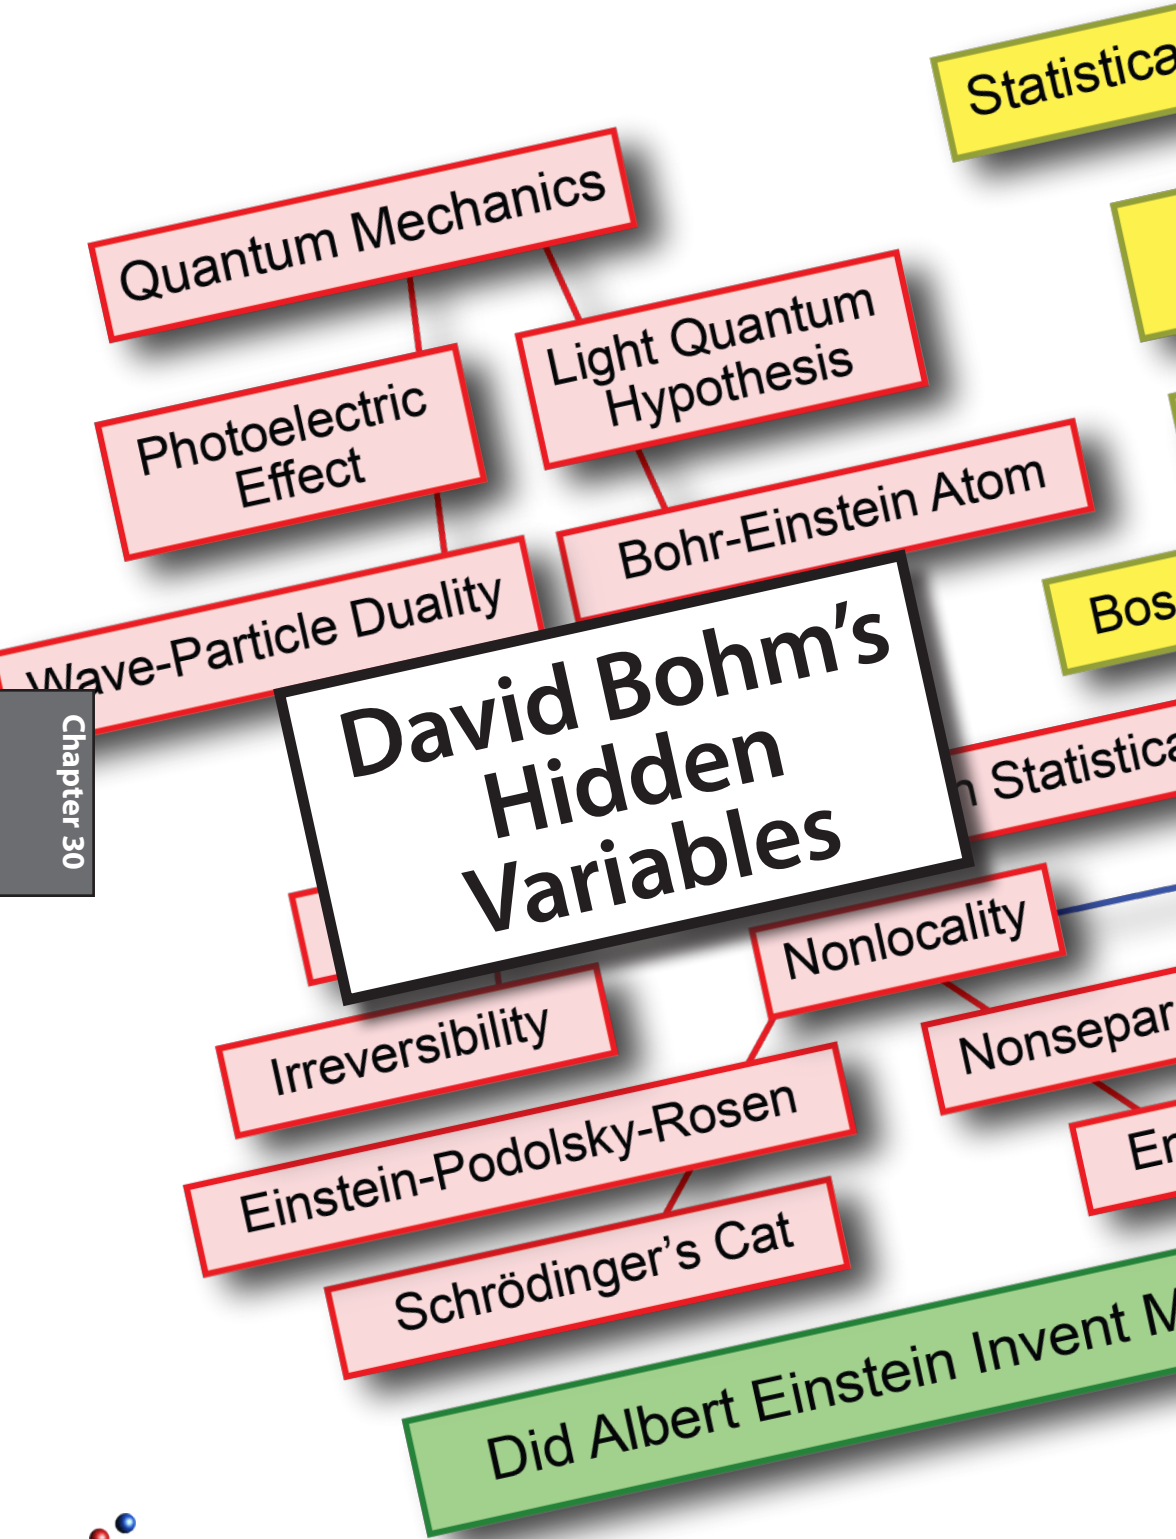 Statistica
Quantum Mechanics
Light Quantum
Hypothesis
Photoelectric
Effect
Bohr-Einstein Atom
Wave-Particle Duality
Bos
David Bohm’s
Hidden
Variables
Chapter 30
n Statistica
Nonlocality
Irreversibility
Nonsepar
Einstein-Podolsky-Rosen
En
Schrödinger’s Cat
Did Albert Einstein Invent M